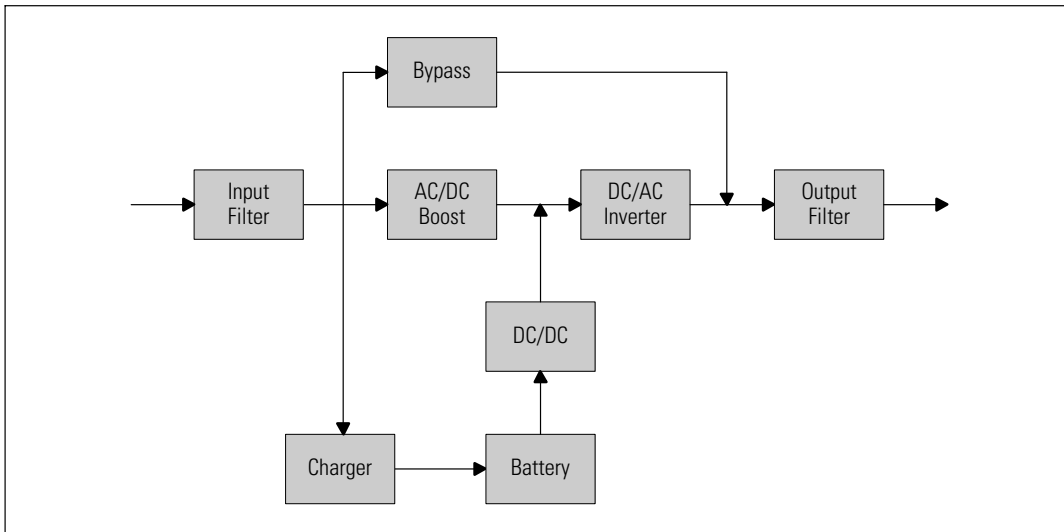 Bypass
Input
Filter
AC/DC
Boost
DC/AC
Inverter
Output
Filter
DC/DC
Charger
Battery